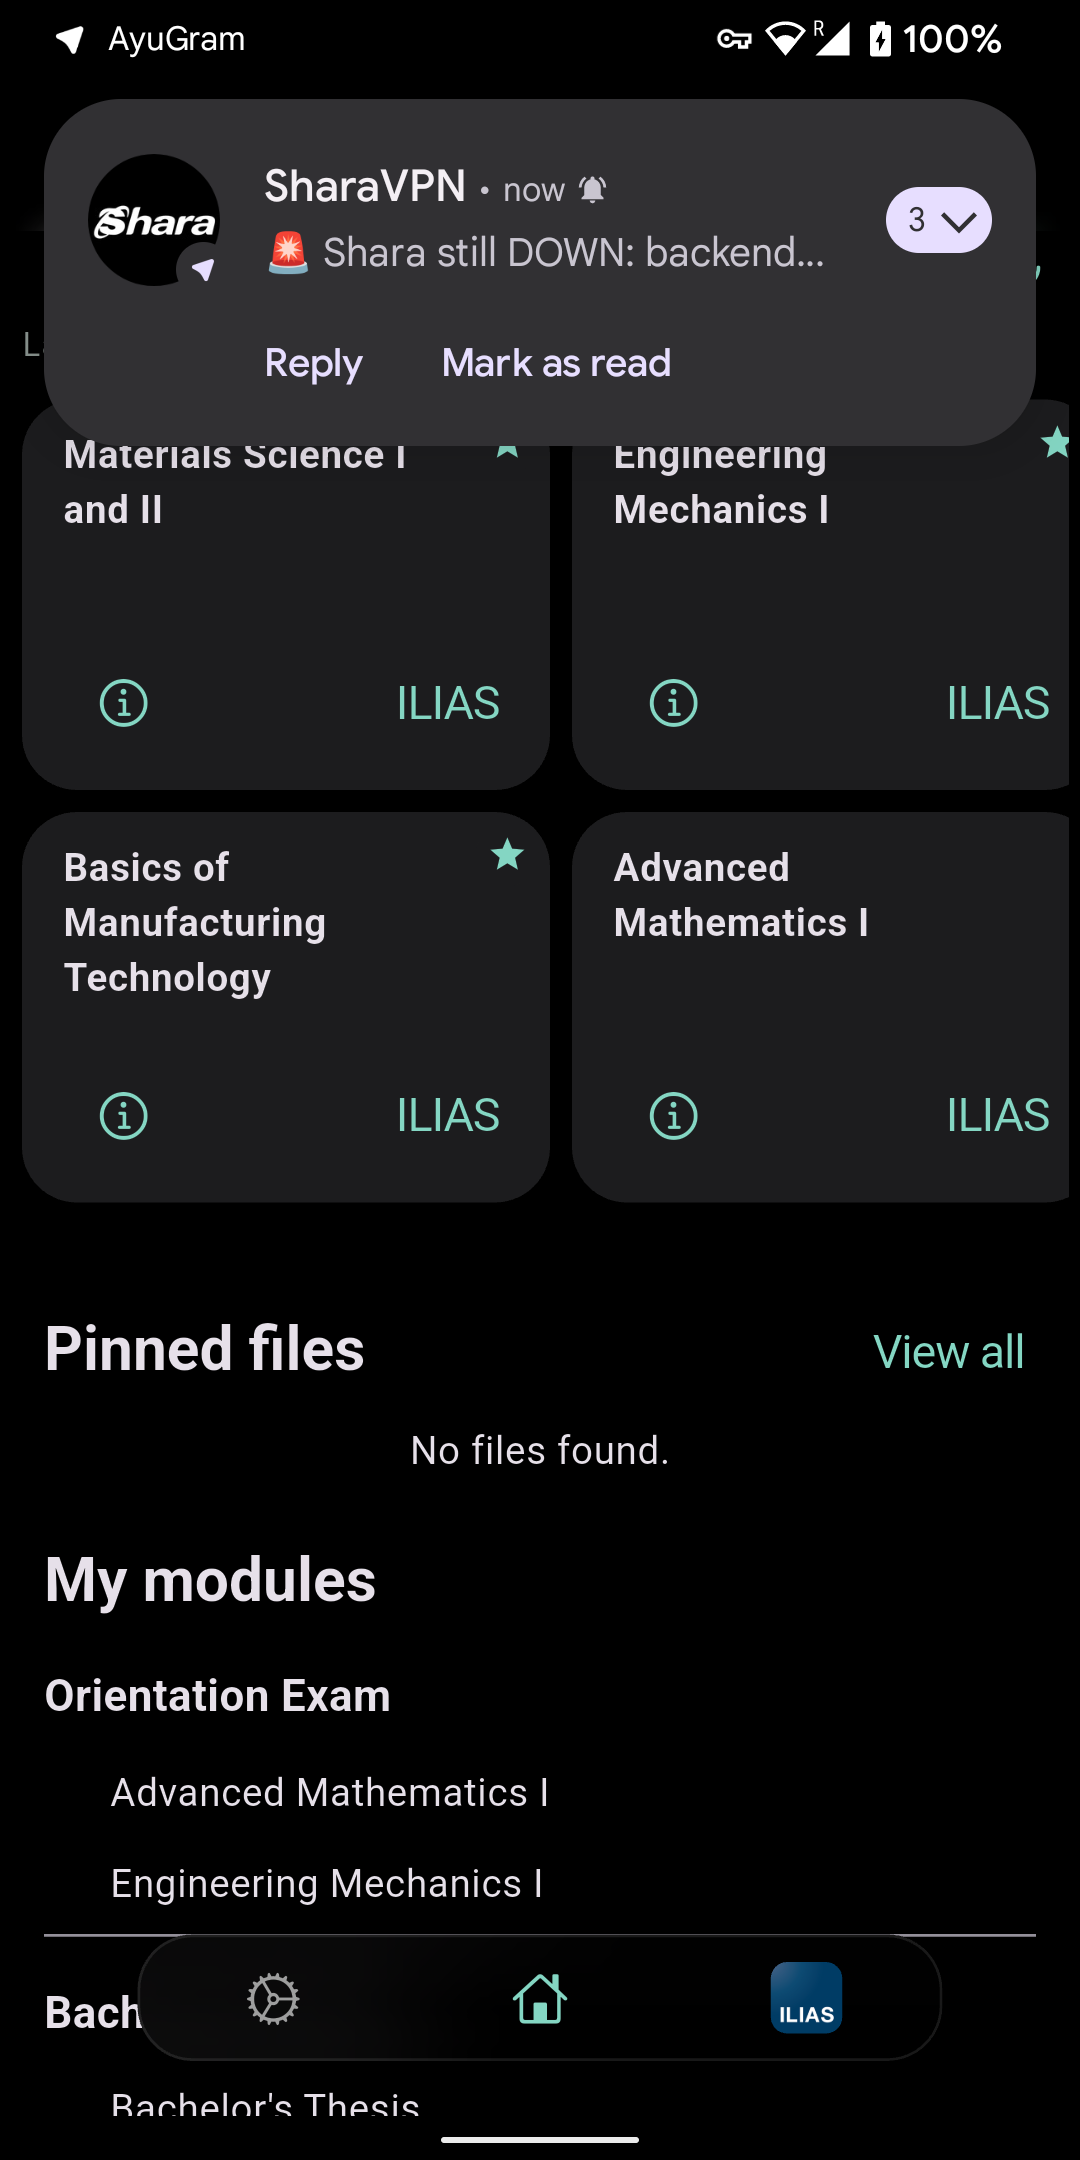 AyuGram
R 100%
Shara
SharaVPN • now
3
🚨 Shara still DOWN: backend...
Reply Mark as read
Materials Science I
and II
Engineering
Mechanics I
ILIAS
ILIAS
Basics of
Manufacturing
Technology
Advanced
Mathematics I
ILIAS
ILIAS
Pinned files
View all
No files found.
My modules
Orientation Exam
Advanced Mathematics I
Engineering Mechanics I
Bach
ILIAS
Bachelor's Thesis